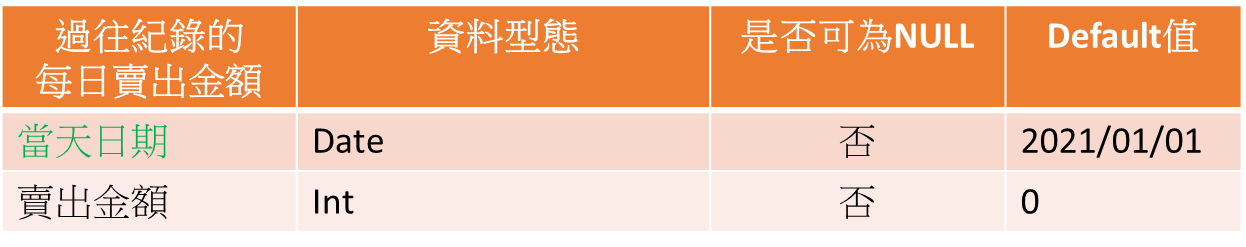 過往紀錄的
每日賣出金額
資料型態
是否可為NULL
Default值
當天日期
Date
否
2021/01/01
賣出金額
Int
否
0